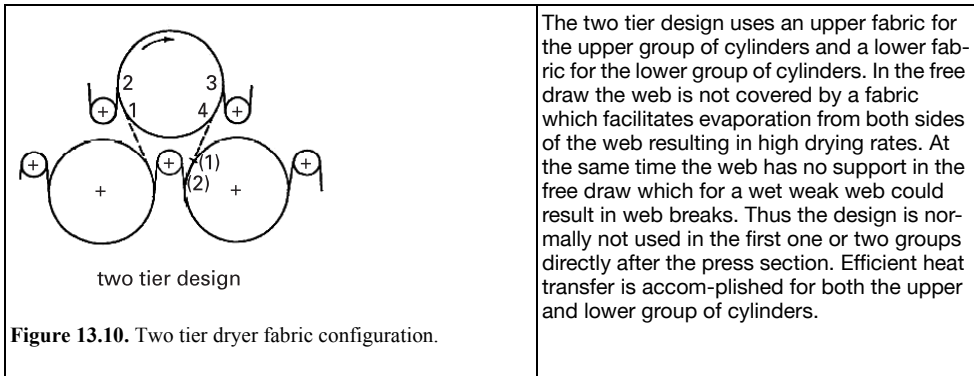 2
3
1
4
+
+
+
+
(1)
+
+
(2)
+
two tier design
Figure 13.10. Two tier dryer fabric configuration.
The two tier design uses an upper fabric for
the upper group of cylinders and a lower fab-
ric for the lower group of cylinders. In the free
draw the web is not covered by a fabric
which facilitates evaporation from both sides
of the web resulting in high drying rates. At
the same time the web has no support in the
free draw which for a wet weak web could
result in web breaks. Thus the design is nor-
mally not used in the first one or two groups
directly after the press section. Efficient heat
transfer is accom-plished for both the upper
and lower group of cylinders.